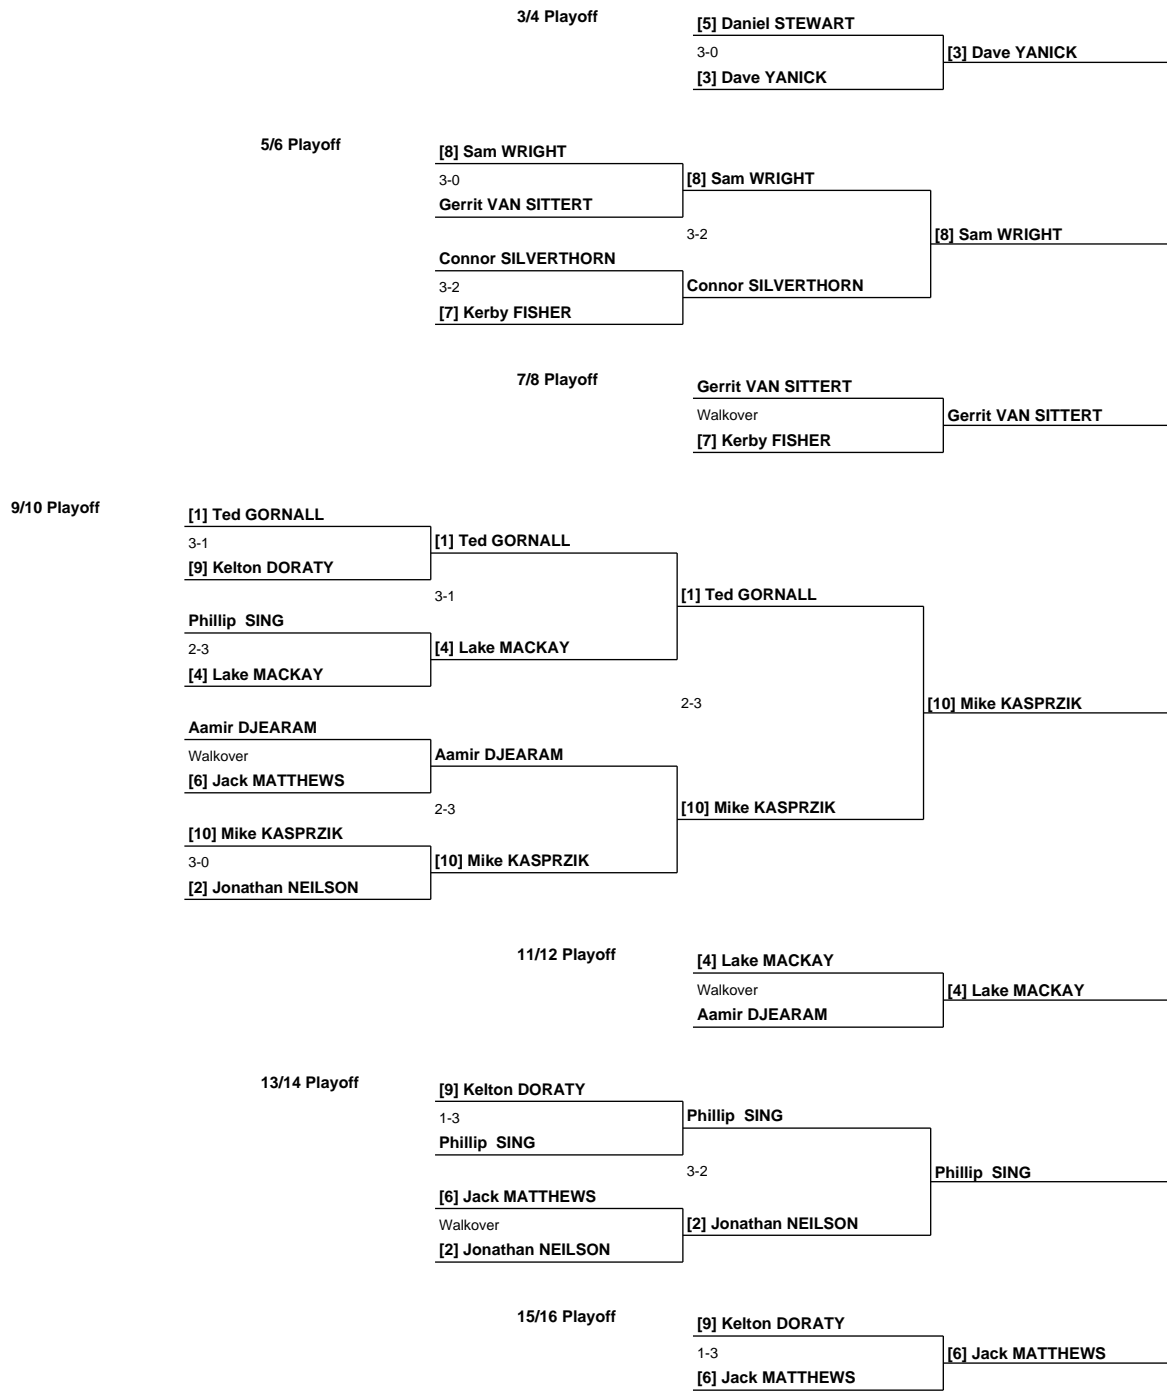 3/4 Playoff
[5] Daniel STEWART
3-0
[3] Dave YANICK
[3] Dave YANICK
5/6 Playoff
[8] Sam WRIGHT
3-0
[8] Sam WRIGHT
Gerrit VAN SITTERT
3-2
[8] Sam WRIGHT
Connor SILVERTHORN
3-2
Connor SILVERTHORN
[7] Kerby FISHER
7/8 Playoff
Gerrit VAN SITTERT
Walkover
Gerrit VAN SITTERT
[7] Kerby FISHER
9/10 Playoff
[1] Ted GORNALL
3-1
[1] Ted GORNALL
[9] Kelton DORATY
3-1
[1] Ted GORNALL
Phillip  SING
2-3
[4] Lake MACKAY
[4] Lake MACKAY
2-3
[10] Mike KASPRZIK
Aamir DJEARAM
Walkover
Aamir DJEARAM
[6] Jack MATTHEWS
2-3
[10] Mike KASPRZIK
[10] Mike KASPRZIK
3-0
[10] Mike KASPRZIK
[2] Jonathan NEILSON
11/12 Playoff
[4] Lake MACKAY
Walkover
[4] Lake MACKAY
Aamir DJEARAM
13/14 Playoff
[9] Kelton DORATY
1-3
Phillip  SING
Phillip  SING
3-2
Phillip  SING
[6] Jack MATTHEWS
Walkover
[2] Jonathan NEILSON
[2] Jonathan NEILSON
15/16 Playoff
[9] Kelton DORATY
1-3
[6] Jack MATTHEWS
[6] Jack MATTHEWS